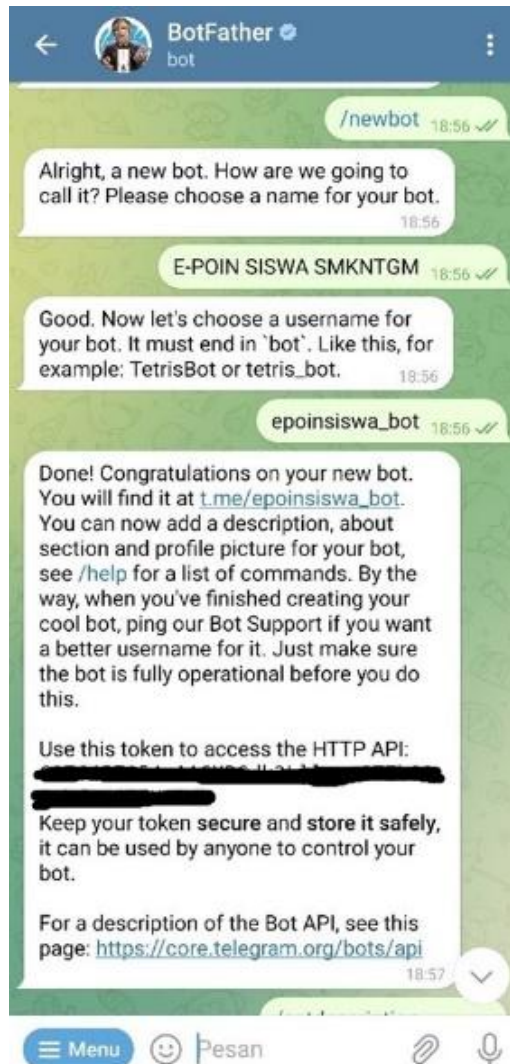 BotFather
bot
/newbot 18:56
Alright, a new bot. How are we going to
call it? Please choose a name for your bot.
18:56
E-POIN SISWA SMKNTGM 18:56
Good. Now let's choose a username for
your bot. It must end in `bot`. Like this, for
example: TetrisBot or tetris_bot. 18:56
epoinsiswa_bot 18:56
Done! Congratulations on your new bot.
You will find it at t.me/epoinsiswa_bot.
You can now add a description, about
section and profile picture for your bot,
see /help for a list of commands. By the
way, when you've finished creating your
cool bot, ping our Bot Support if you want
a better username for it. Just make sure
the bot is fully operational before you do
this.
Use this token to access the HTTP API:
Keep your token secure and store it safely,
it can be used by anyone to control your
bot.
For a description of the Bot API, see this
page: https://core.telegram.org/bots/api
18:57
Menu Pesan